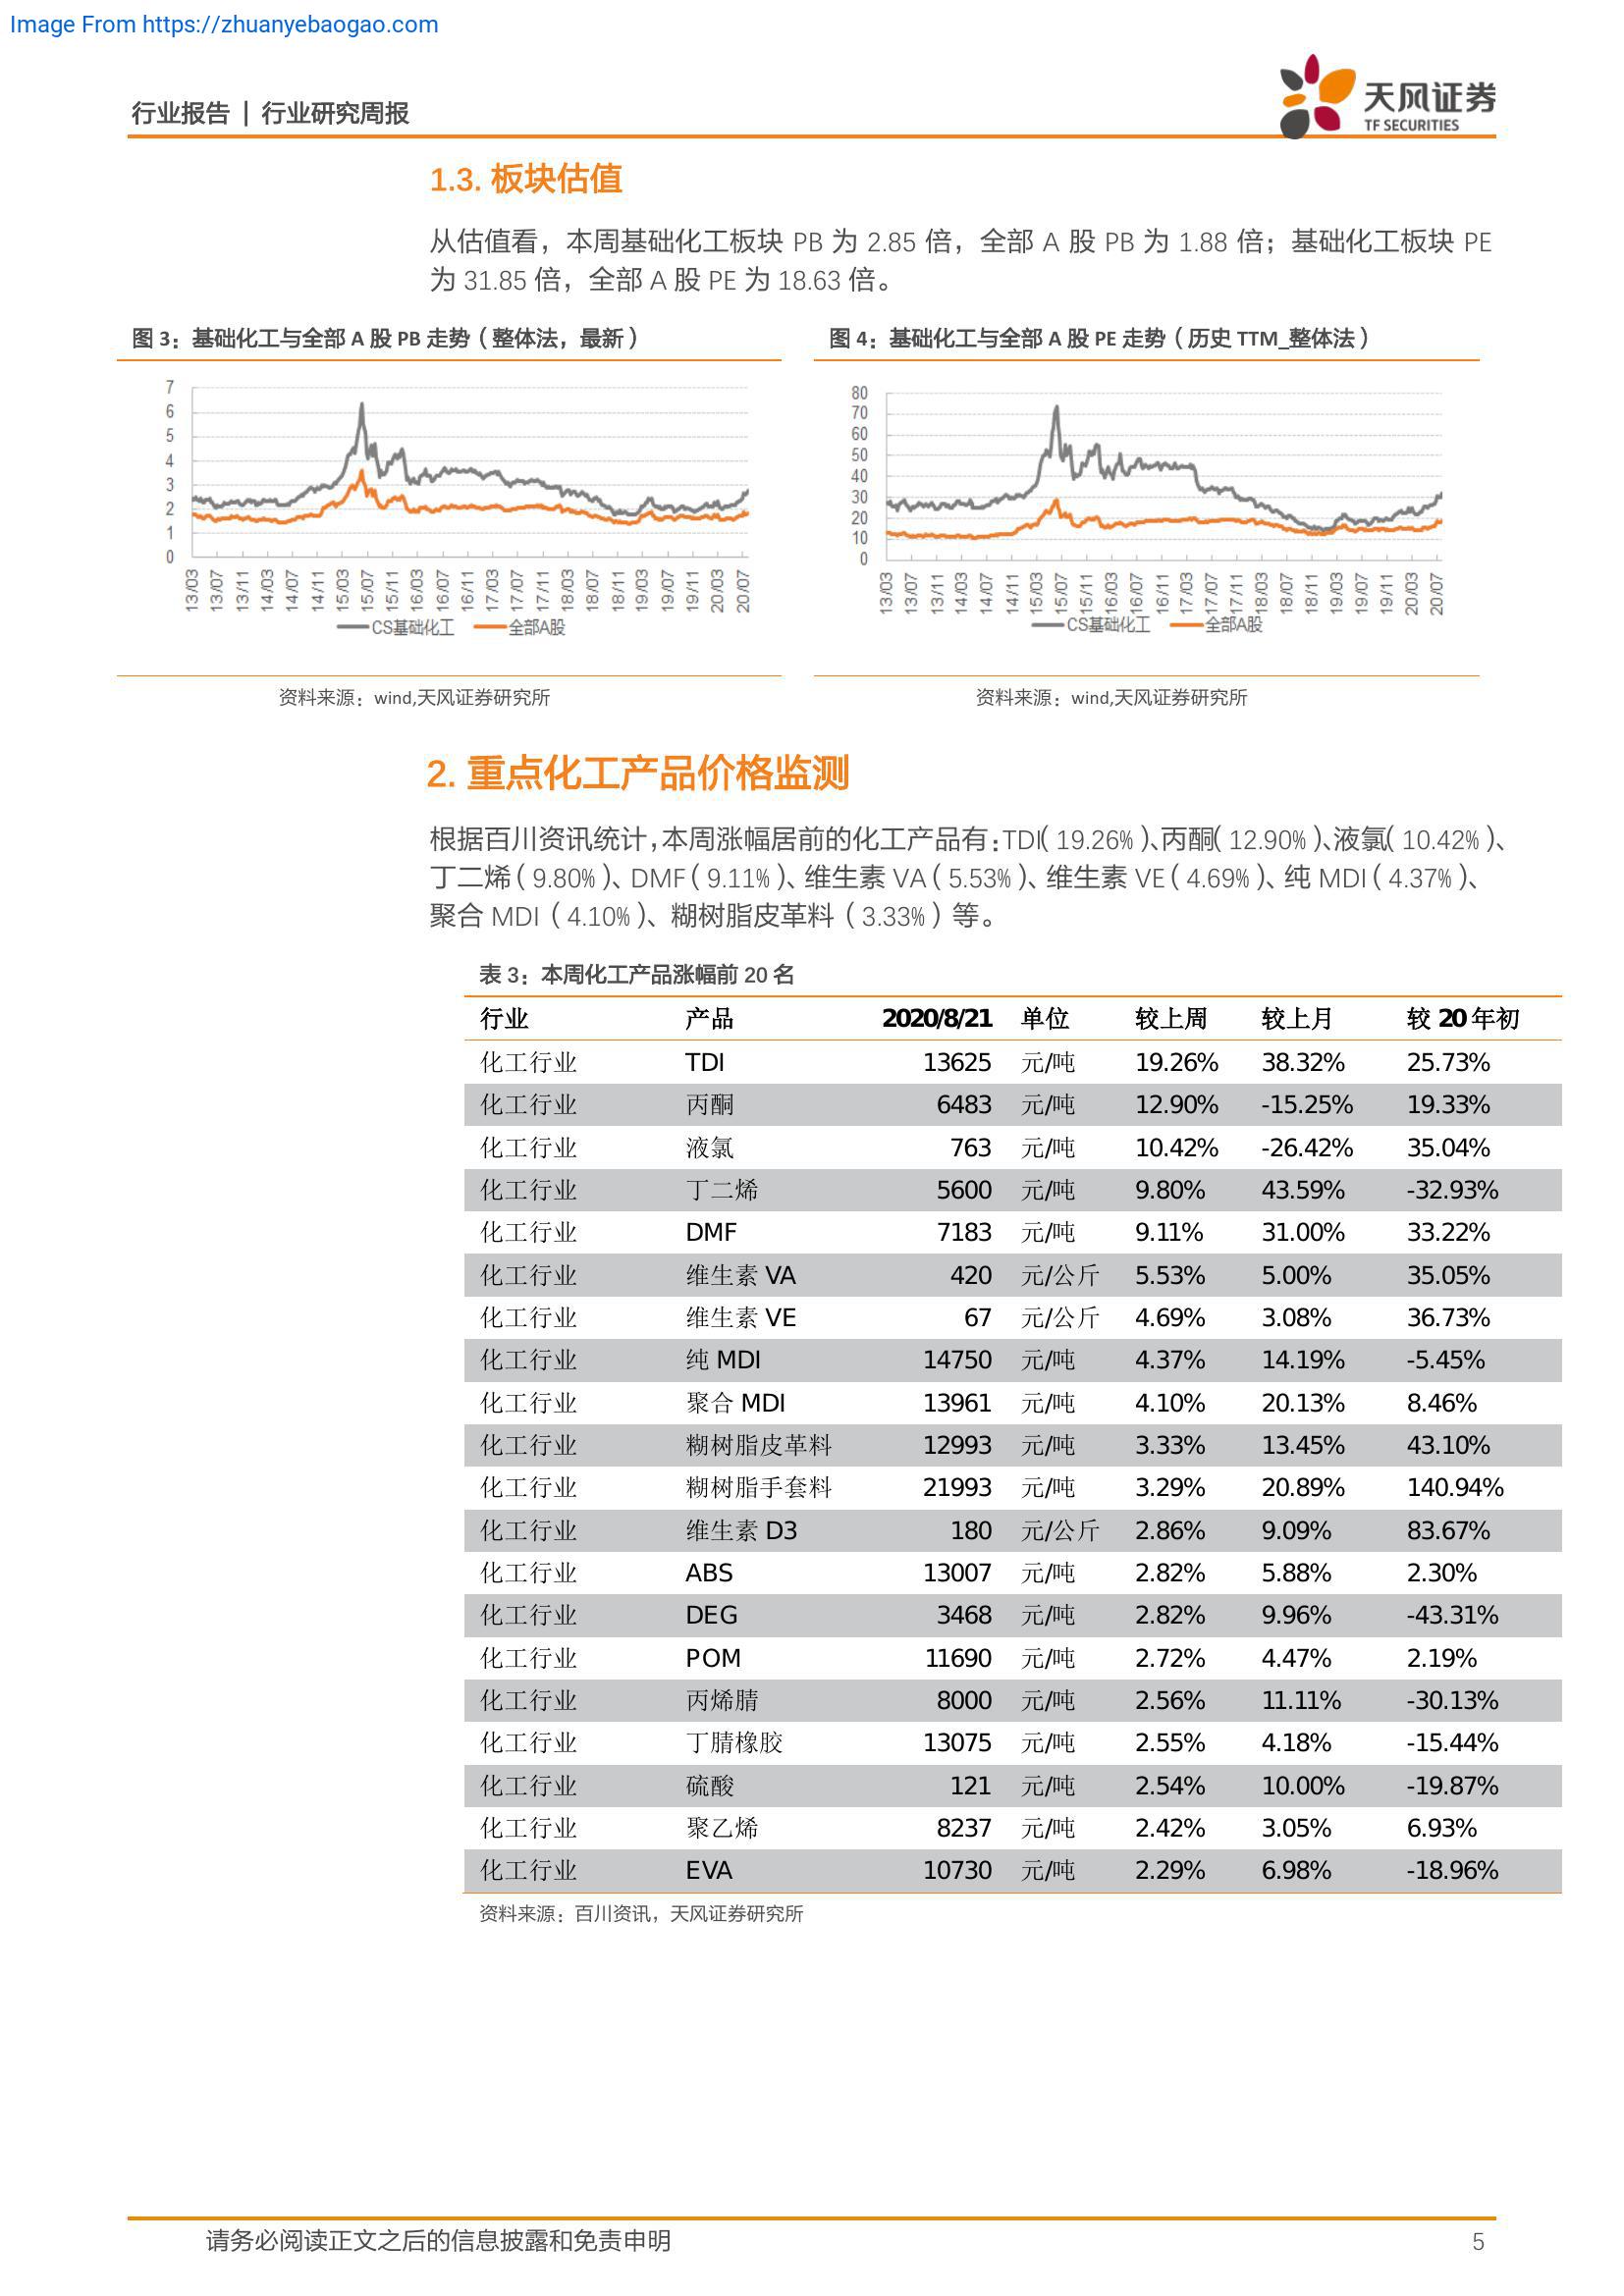 Image From https://zhuanyebaogao.com
行业报告 | 行业研究周报
天风证券
TF SECURITIES
1.3. 板块估值
从估值看，本周基础化工板块 PB 为 2.85 倍，全部 A 股 PB 为 1.88 倍；基础化工板块 PE
为 31.85 倍，全部 A 股 PE 为 18.63 倍。
图 3：基础化工与全部 A 股 PB 走势（整体法，最新）
7
6
5
4
3
2
1
0
13/03 13/07 13/11 14/03 14/07 14/11 15/03 15/07 15/11 16/03 16/07 16/11 17/03 17/07 17/11 18/03 18/07 18/11 19/03 19/07 19/11 20/03 20/07
CS基础化工 全部A股
资料来源：wind,天风证券研究所
图 4：基础化工与全部 A 股 PE 走势（历史 TTM_整体法）
80
70
60
50
40
30
20
10
0
13/03 13/07 13/11 14/03 14/07 14/11 15/03 15/07 15/11 16/03 16/07 16/11 17/03 17/07 17/11 18/03 18/07 18/11 19/03 19/07 19/11 20/03 20/07
CS基础化工 全部A股
资料来源：wind,天风证券研究所
2. 重点化工产品价格监测
根据百川资讯统计，本周涨幅居前的化工产品有：TDI（19.26%）、丙酮（12.90%）、液氯（10.42%）、
丁二烯（9.80%）、DMF（9.11%）、维生素 VA（5.53%）、维生素 VE（4.69%）、纯 MDI（4.37%）、
聚合 MDI（4.10%）、糊树脂皮革料（3.33%）等。
表 3：本周化工产品涨幅前 20 名
行业 产品 2020/8/21 单位 较上周 较上月 较 20 年初
化工行业 TDI 13625 元/吨 19.26% 38.32% 25.73%
化工行业 丙酮 6483 元/吨 12.90% -15.25% 19.33%
化工行业 液氯 763 元/吨 10.42% -26.42% 35.04%
化工行业 丁二烯 5600 元/吨 9.80% 43.59% -32.93%
化工行业 DMF 7183 元/吨 9.11% 31.00% 33.22%
化工行业 维生素 VA 420 元/公斤 5.53% 5.00% 35.05%
化工行业 维生素 VE 67 元/公斤 4.69% 3.08% 36.73%
化工行业 纯 MDI 14750 元/吨 4.37% 14.19% -5.45%
化工行业 聚合 MDI 13961 元/吨 4.10% 20.13% 8.46%
化工行业 糊树脂皮革料 12993 元/吨 3.33% 13.45% 43.10%
化工行业 糊树脂手套料 21993 元/吨 3.29% 20.89% 140.94%
化工行业 维生素 D3 180 元/公斤 2.86% 9.09% 83.67%
化工行业 ABS 13007 元/吨 2.82% 5.88% 2.30%
化工行业 DEG 3468 元/吨 2.82% 9.96% -43.31%
化工行业 POM 11690 元/吨 2.72% 4.47% 2.19%
化工行业 丙烯腈 8000 元/吨 2.56% 11.11% -30.13%
化工行业 丁腈橡胶 13075 元/吨 2.55% 4.18% -15.44%
化工行业 硫酸 121 元/吨 2.54% 10.00% -19.87%
化工行业 聚乙烯 8237 元/吨 2.42% 3.05% 6.93%
化工行业 EVA 10730 元/吨 2.29% 6.98% -18.96%
资料来源：百川资讯，天风证券研究所
请务必阅读正文之后的信息披露和免责申明 5